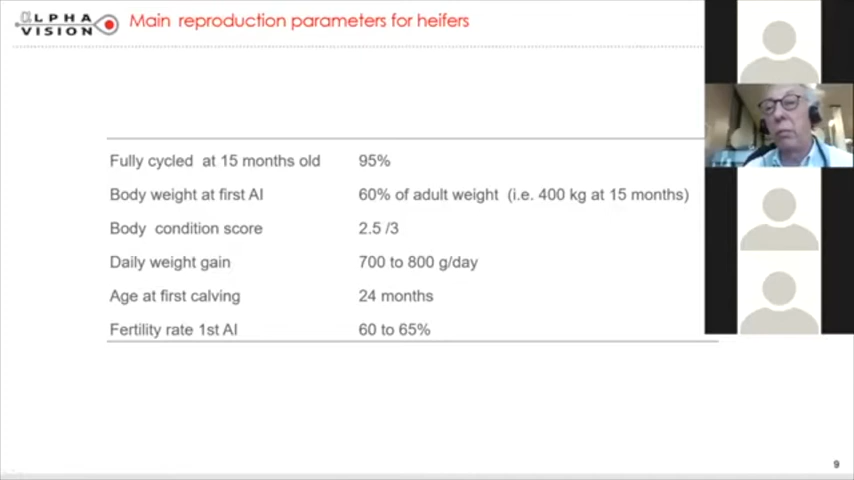 αLPHA
VISION
Main reproduction parameters for heifers
Fully cycled at 15 months old 95%
Body weight at first AI 60% of adult weight (i.e. 400 kg at 15 months)
Body condition score 2.5 /3
Daily weight gain 700 to 800 g/day
Age at first calving 24 months
Fertility rate 1st AI 60 to 65%
9